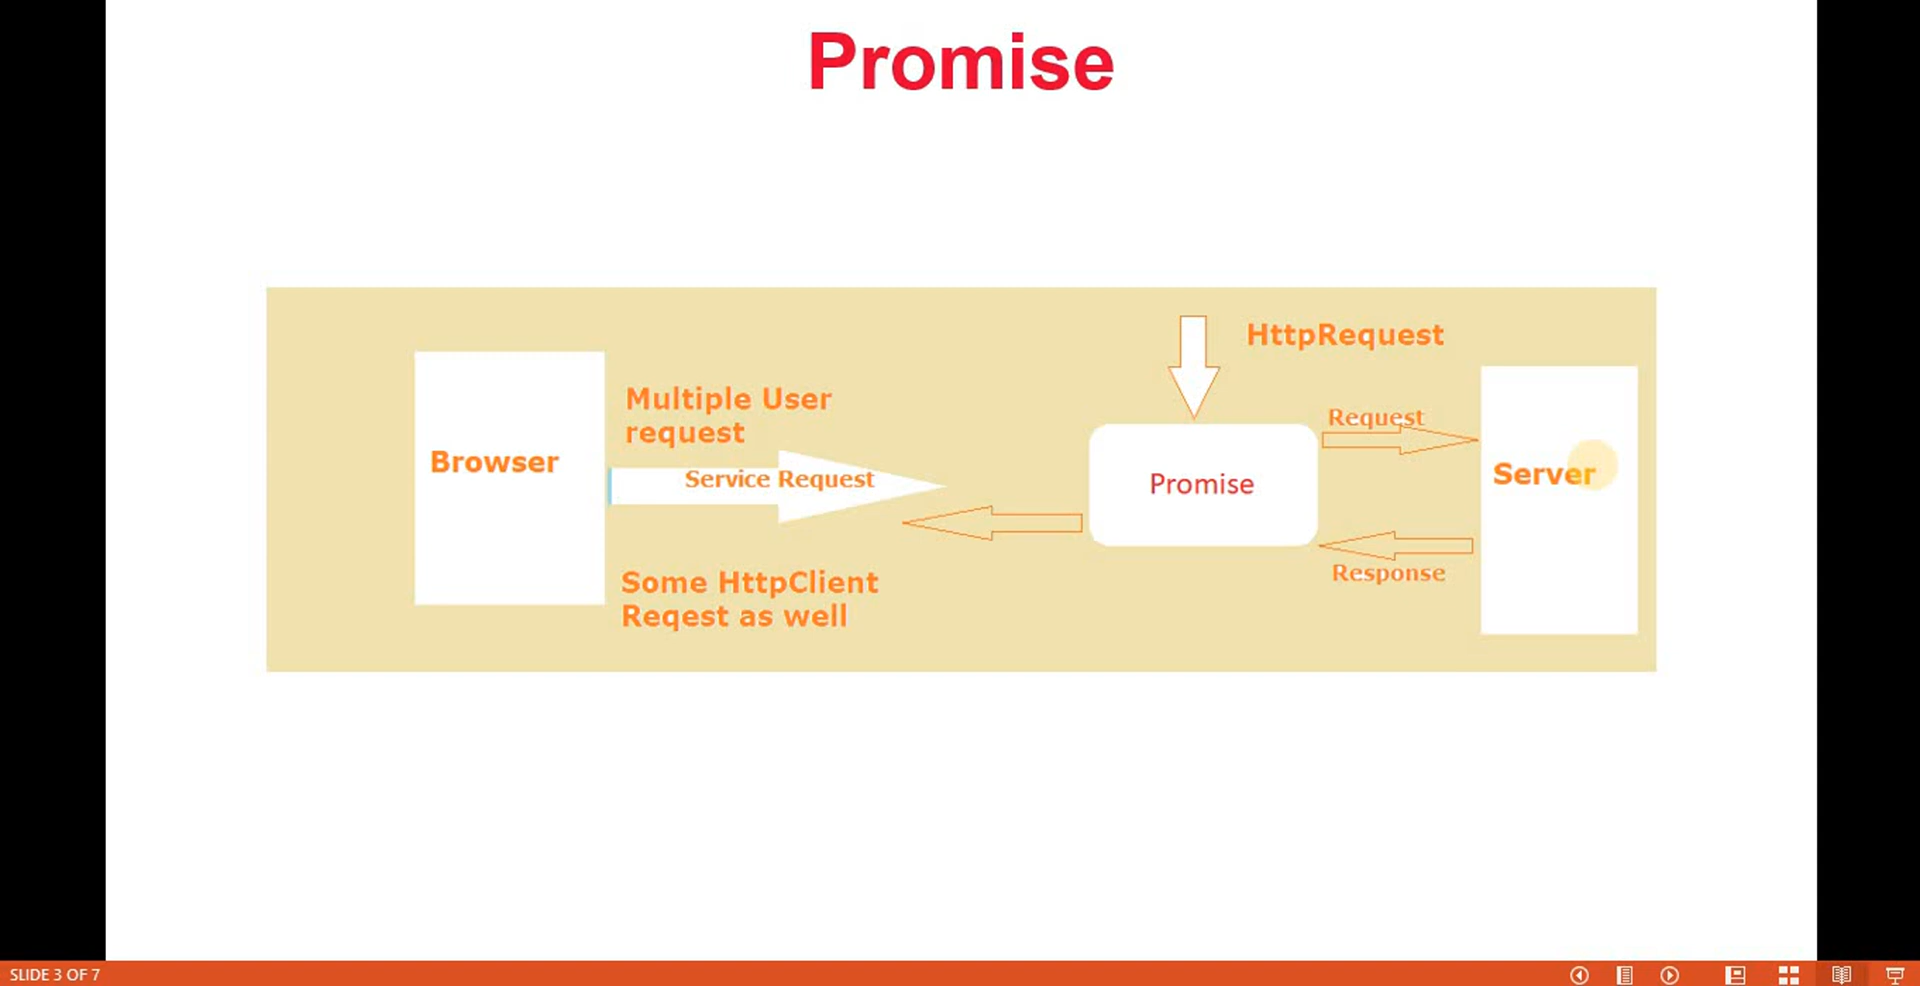 Promise
HttpRequest
Multiple User
request
Request
Browser
Service Request
Promise
Server
Some HttpClient
Reqest as well
Response
SLIDE 3 OF 7